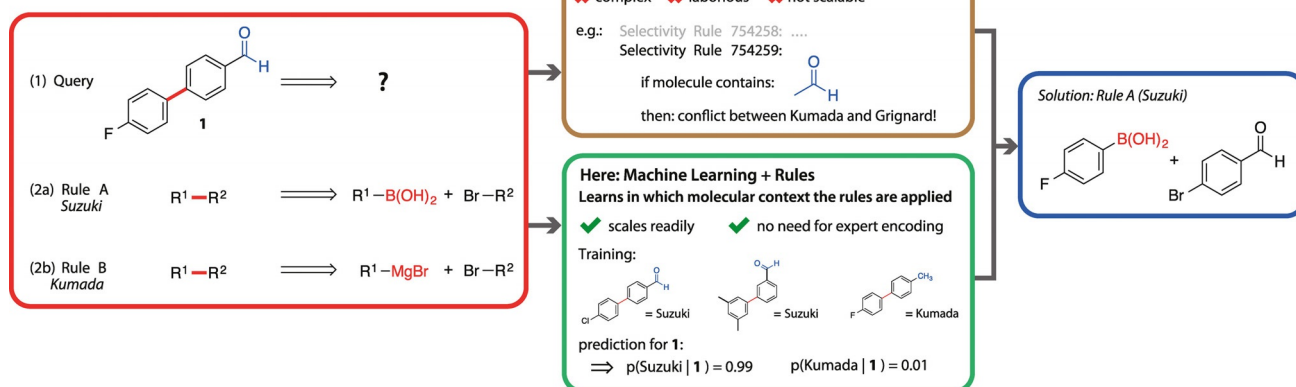 (1) Query
O
H
F
1
?
(2a) Rule A
Suzuki
R¹ R²
R¹ B(OH)₂ + Br R²
(2b) Rule B
Kumada
R¹ R²
R¹ MgBr + Br R²
e.g.: Selectivity Rule 754258: ....
Selectivity Rule 754259:
if molecule contains:
O
H
then: conflict between Kumada and Grignard!
Here: Machine Learning + Rules
Learns in which molecular context the rules are applied
scales readily
no need for expert encoding
Training:
O
H
Cl
= Suzuki
O
H
= Suzuki
CH₃
F
= Kumada
prediction for 1:
p(Suzuki | 1 ) = 0.99
p(Kumada | 1 ) = 0.01
Solution: Rule A (Suzuki)
B(OH)₂
F
+
O
H
Br